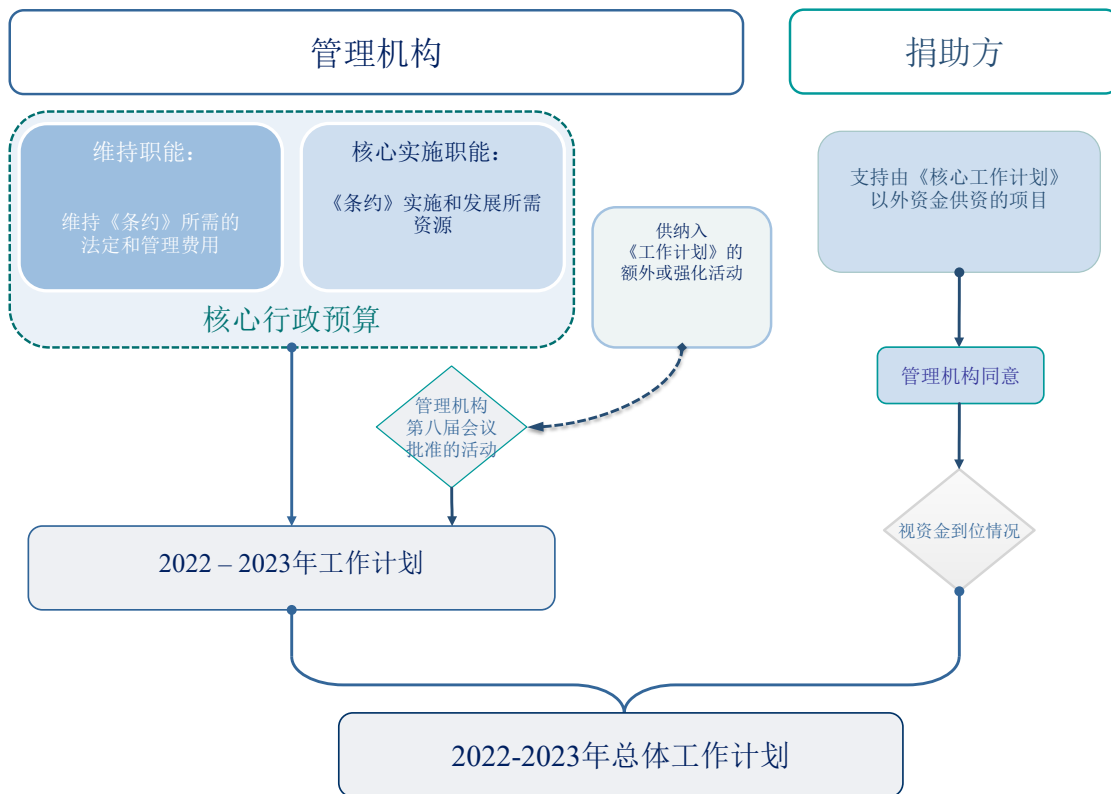 管理机构
捐助方
维持职能：
维持《条约》所需的
法定和管理费用
核心实施职能：
《条约》实施和发展所需
资源
核心行政预算
供纳入
《工作计划》的
额外或强化活动
支持由《核心工作计划》
以外资金供资的项目
管理机构同意
管理机构
第八届会议
批准的活动
视资金到位情况
2022 – 2023年工作计划
2022-2023年总体工作计划